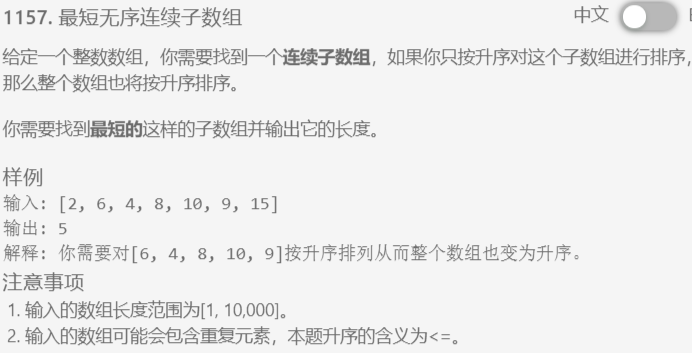 1157. 最短无序连续子数组
中文
给定一个整数数组，你需要找到一个连续子数组，如果你只按升序对这个子数组进行排序，
那么整个数组也将按升序排序。
你需要找到最短的这样的子数组并输出它的长度。
样例
输入: [2, 6, 4, 8, 10, 9, 15]
输出: 5
解释: 你需要对[6, 4, 8, 10, 9]按升序排列从而整个数组也变为升序。
注意事项
1. 输入的数组长度范围为[1, 10,000]。
2. 输入的数组可能会包含重复元素，本题升序的含义为<=。